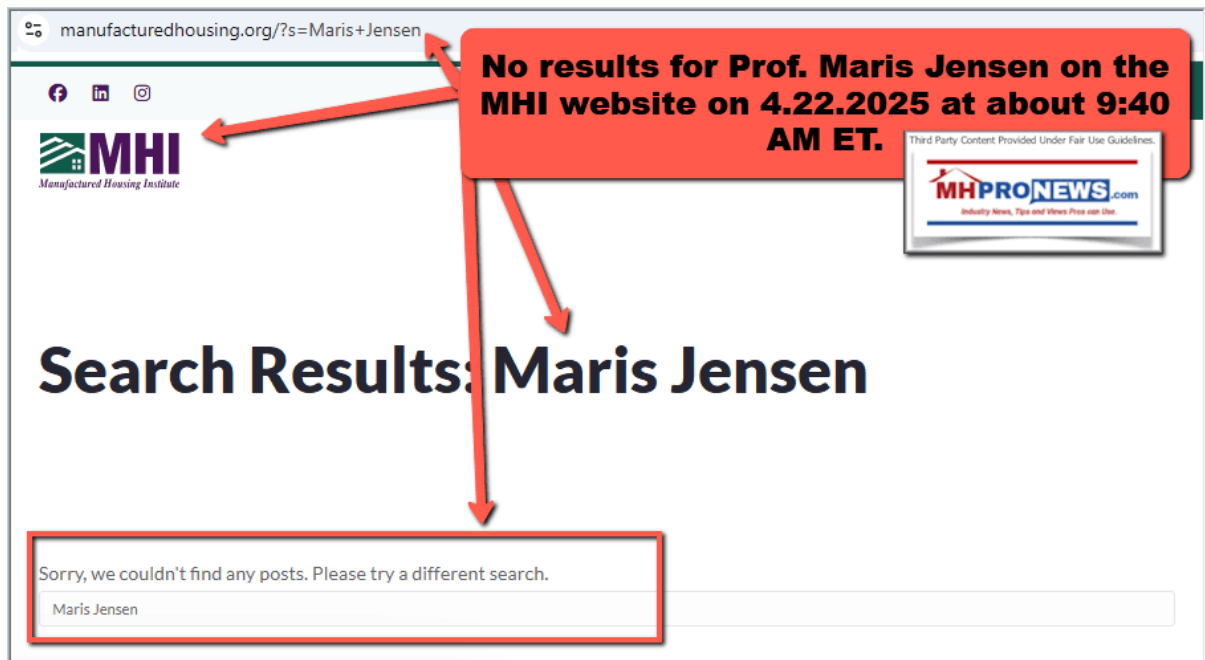 manufacturedhousing.org/?s=Maris+Jensen
No results for Prof. Maris Jensen on the
MHI website on 4.22.2025 at about 9:40
AM ET.
Third Party Content Provided Under Fair Use Guidelines.
MHPRONEWS.com
Industry News, Tips and Views Pros can Use.
MHI
Manufactured Housing Institute
Search Results: Maris Jensen
Sorry, we couldn't find any posts. Please try a different search.
Maris Jensen